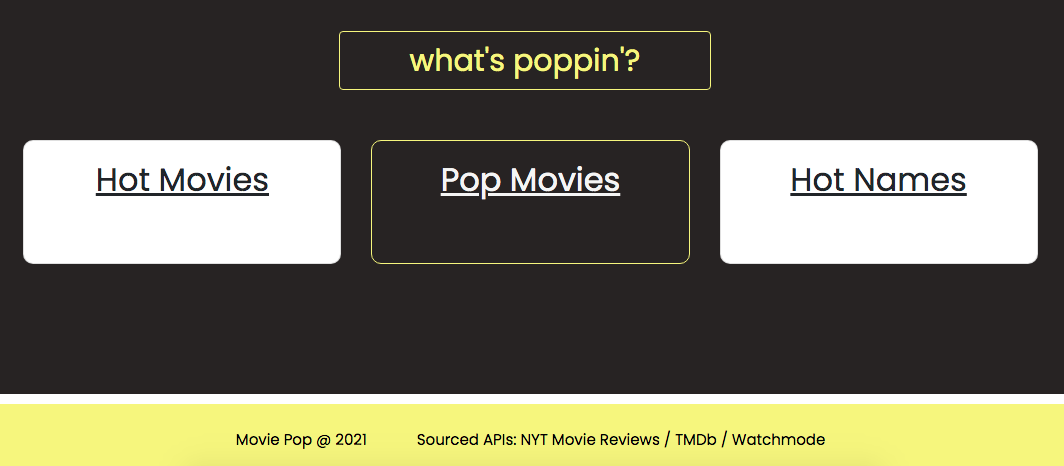 what's poppin'?
Hot Movies
Pop Movies
Hot Names
Movie Pop @ 2021
Sourced APIs: NYT Movie Reviews / TMDb / Watchmode